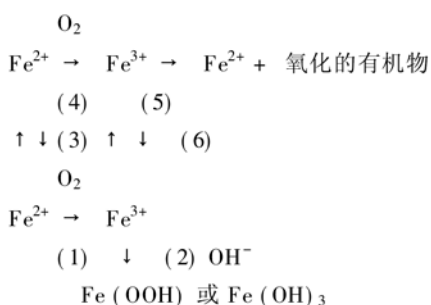 O₂
Fe²⁺ → Fe³⁺ → Fe²⁺ + 氧化的有机物
(4) (5)
↑ ↓ (3) ↑ ↓ (6)
O₂
Fe²⁺ → Fe³⁺
(1) ↓ (2) OH⁻
Fe(OOH) 或 Fe(OH)₃